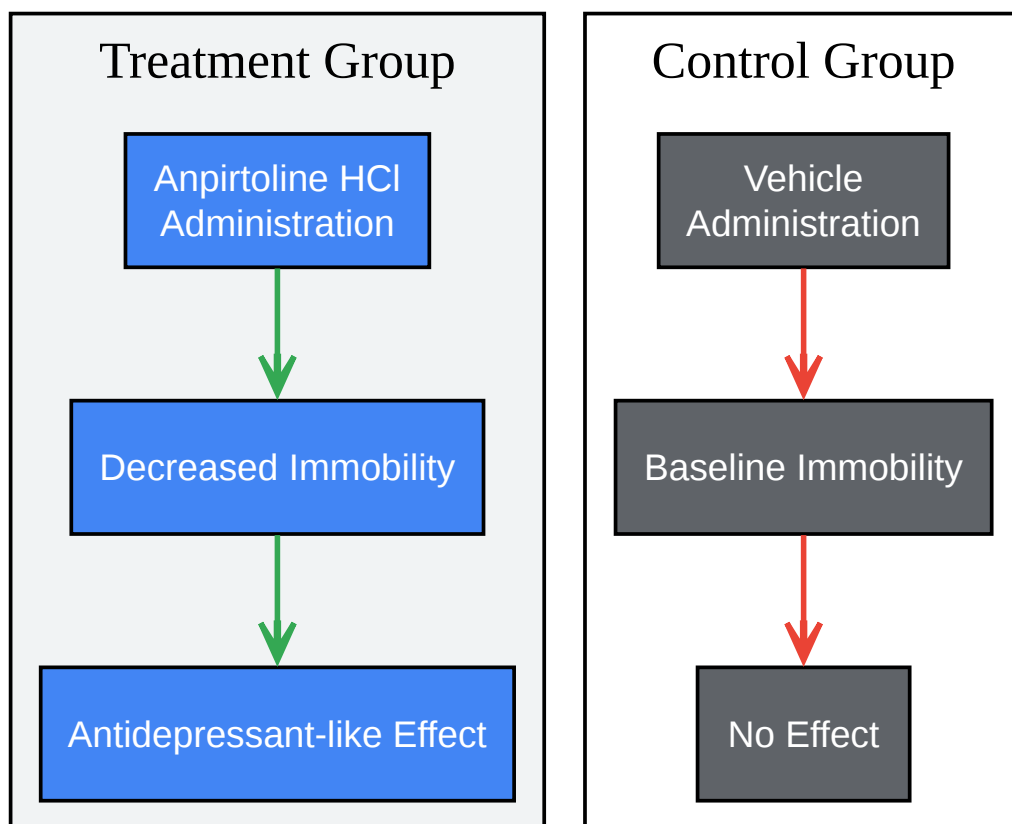 Treatment Group
Anpirtoline HCl
Administration
Decreased Immobility
Antidepressant-like Effect
Control Group
Vehicle
Administration
Baseline Immobility
No Effect